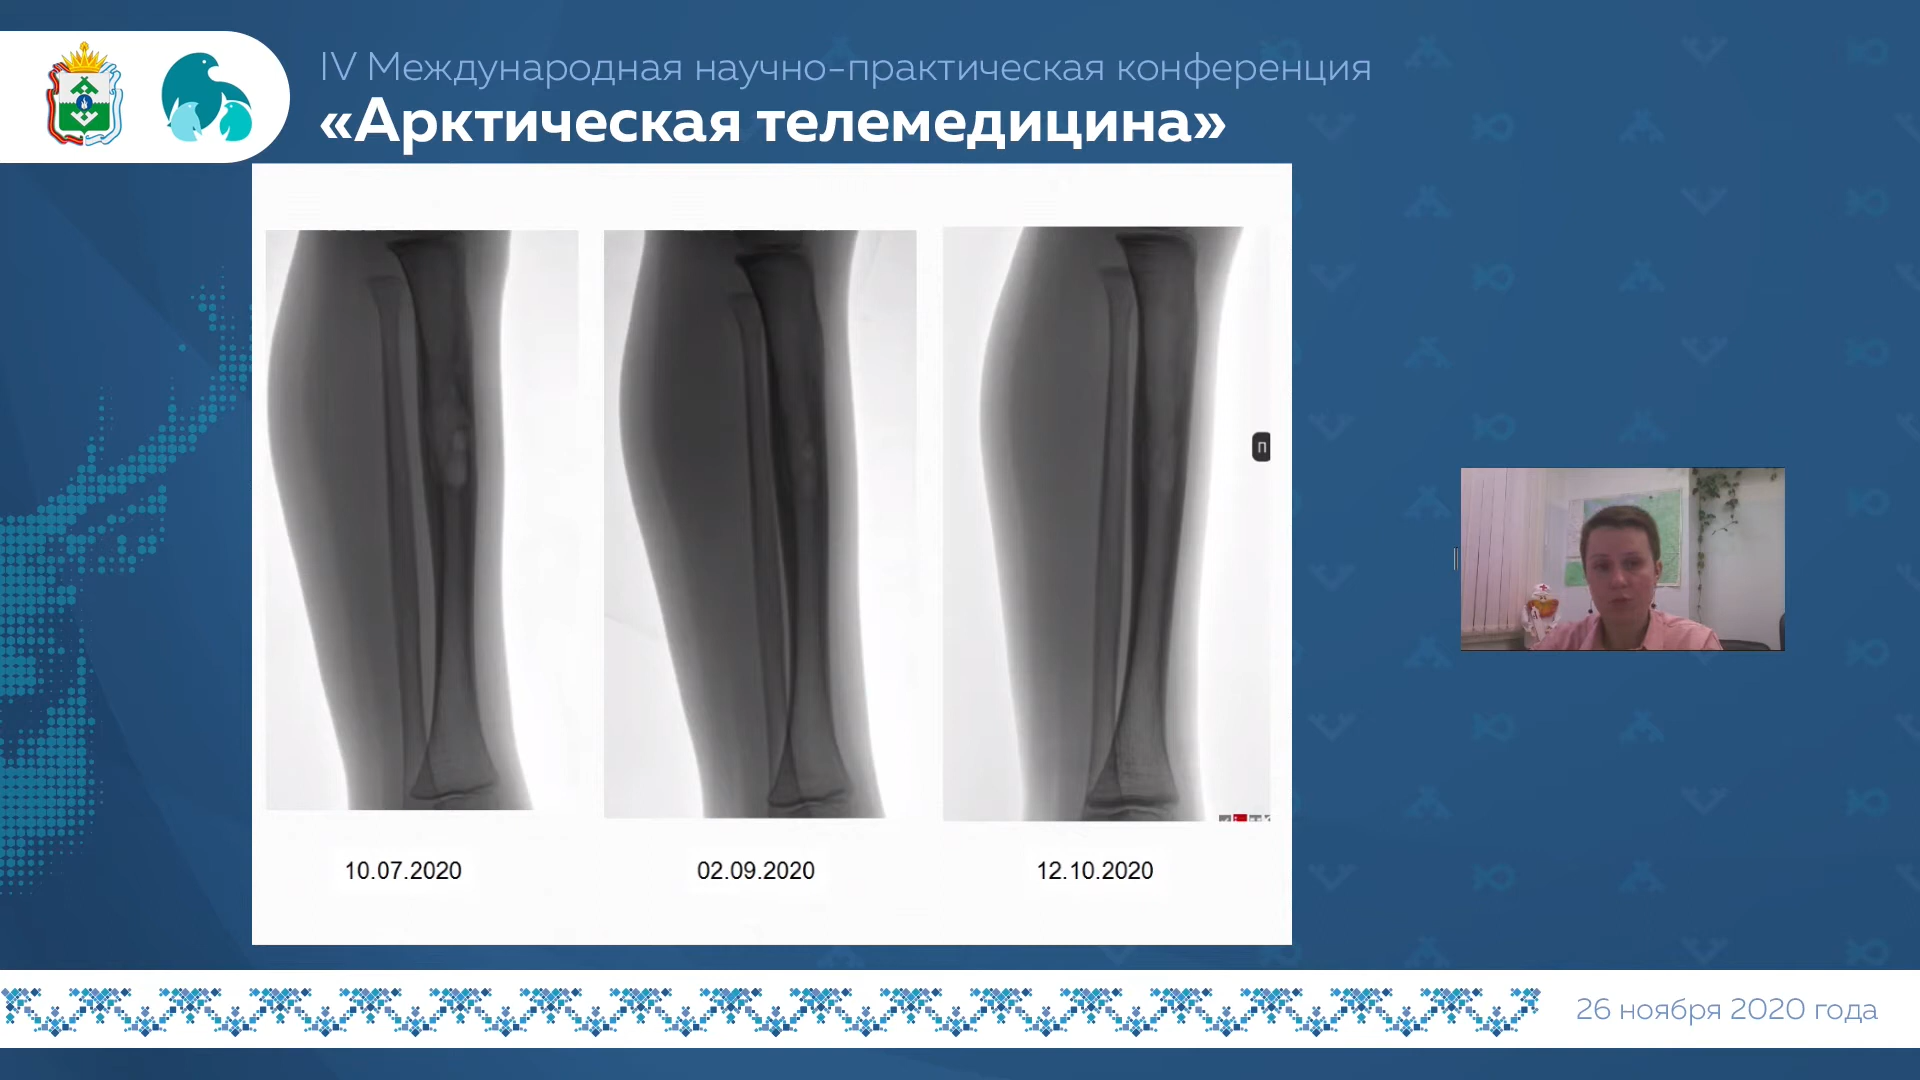 IV Международная научно-практическая конференция
«Арктическая телемедицина»
П
10.07.2020
02.09.2020
12.10.2020
26 ноября 2020 года